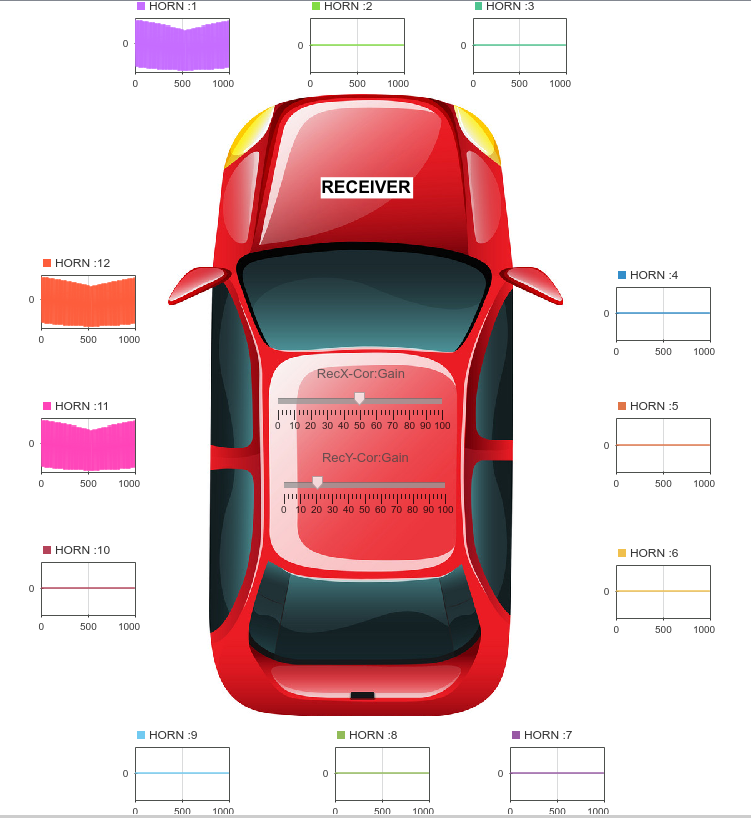 HORN :1
HORN :2
HORN :3
0
0
0
0 500 1000
0 500 1000
0 500 1000
RECEIVER
HORN :12
0
0 500 1000
HORN :4
0
0 500 1000
RecX-Cor:Gain
0 10 20 30 40 50 60 70 80 90 100
HORN :11
0
0 500 1000
HORN :5
0
0 500 1000
RecY-Cor:Gain
0 10 20 30 40 50 60 70 80 90 100
HORN :10
0
0 500 1000
HORN :6
0
0 500 1000
HORN :9
HORN :8
HORN :7
0
0
0
0 500 1000
0 500 1000
0 500 1000